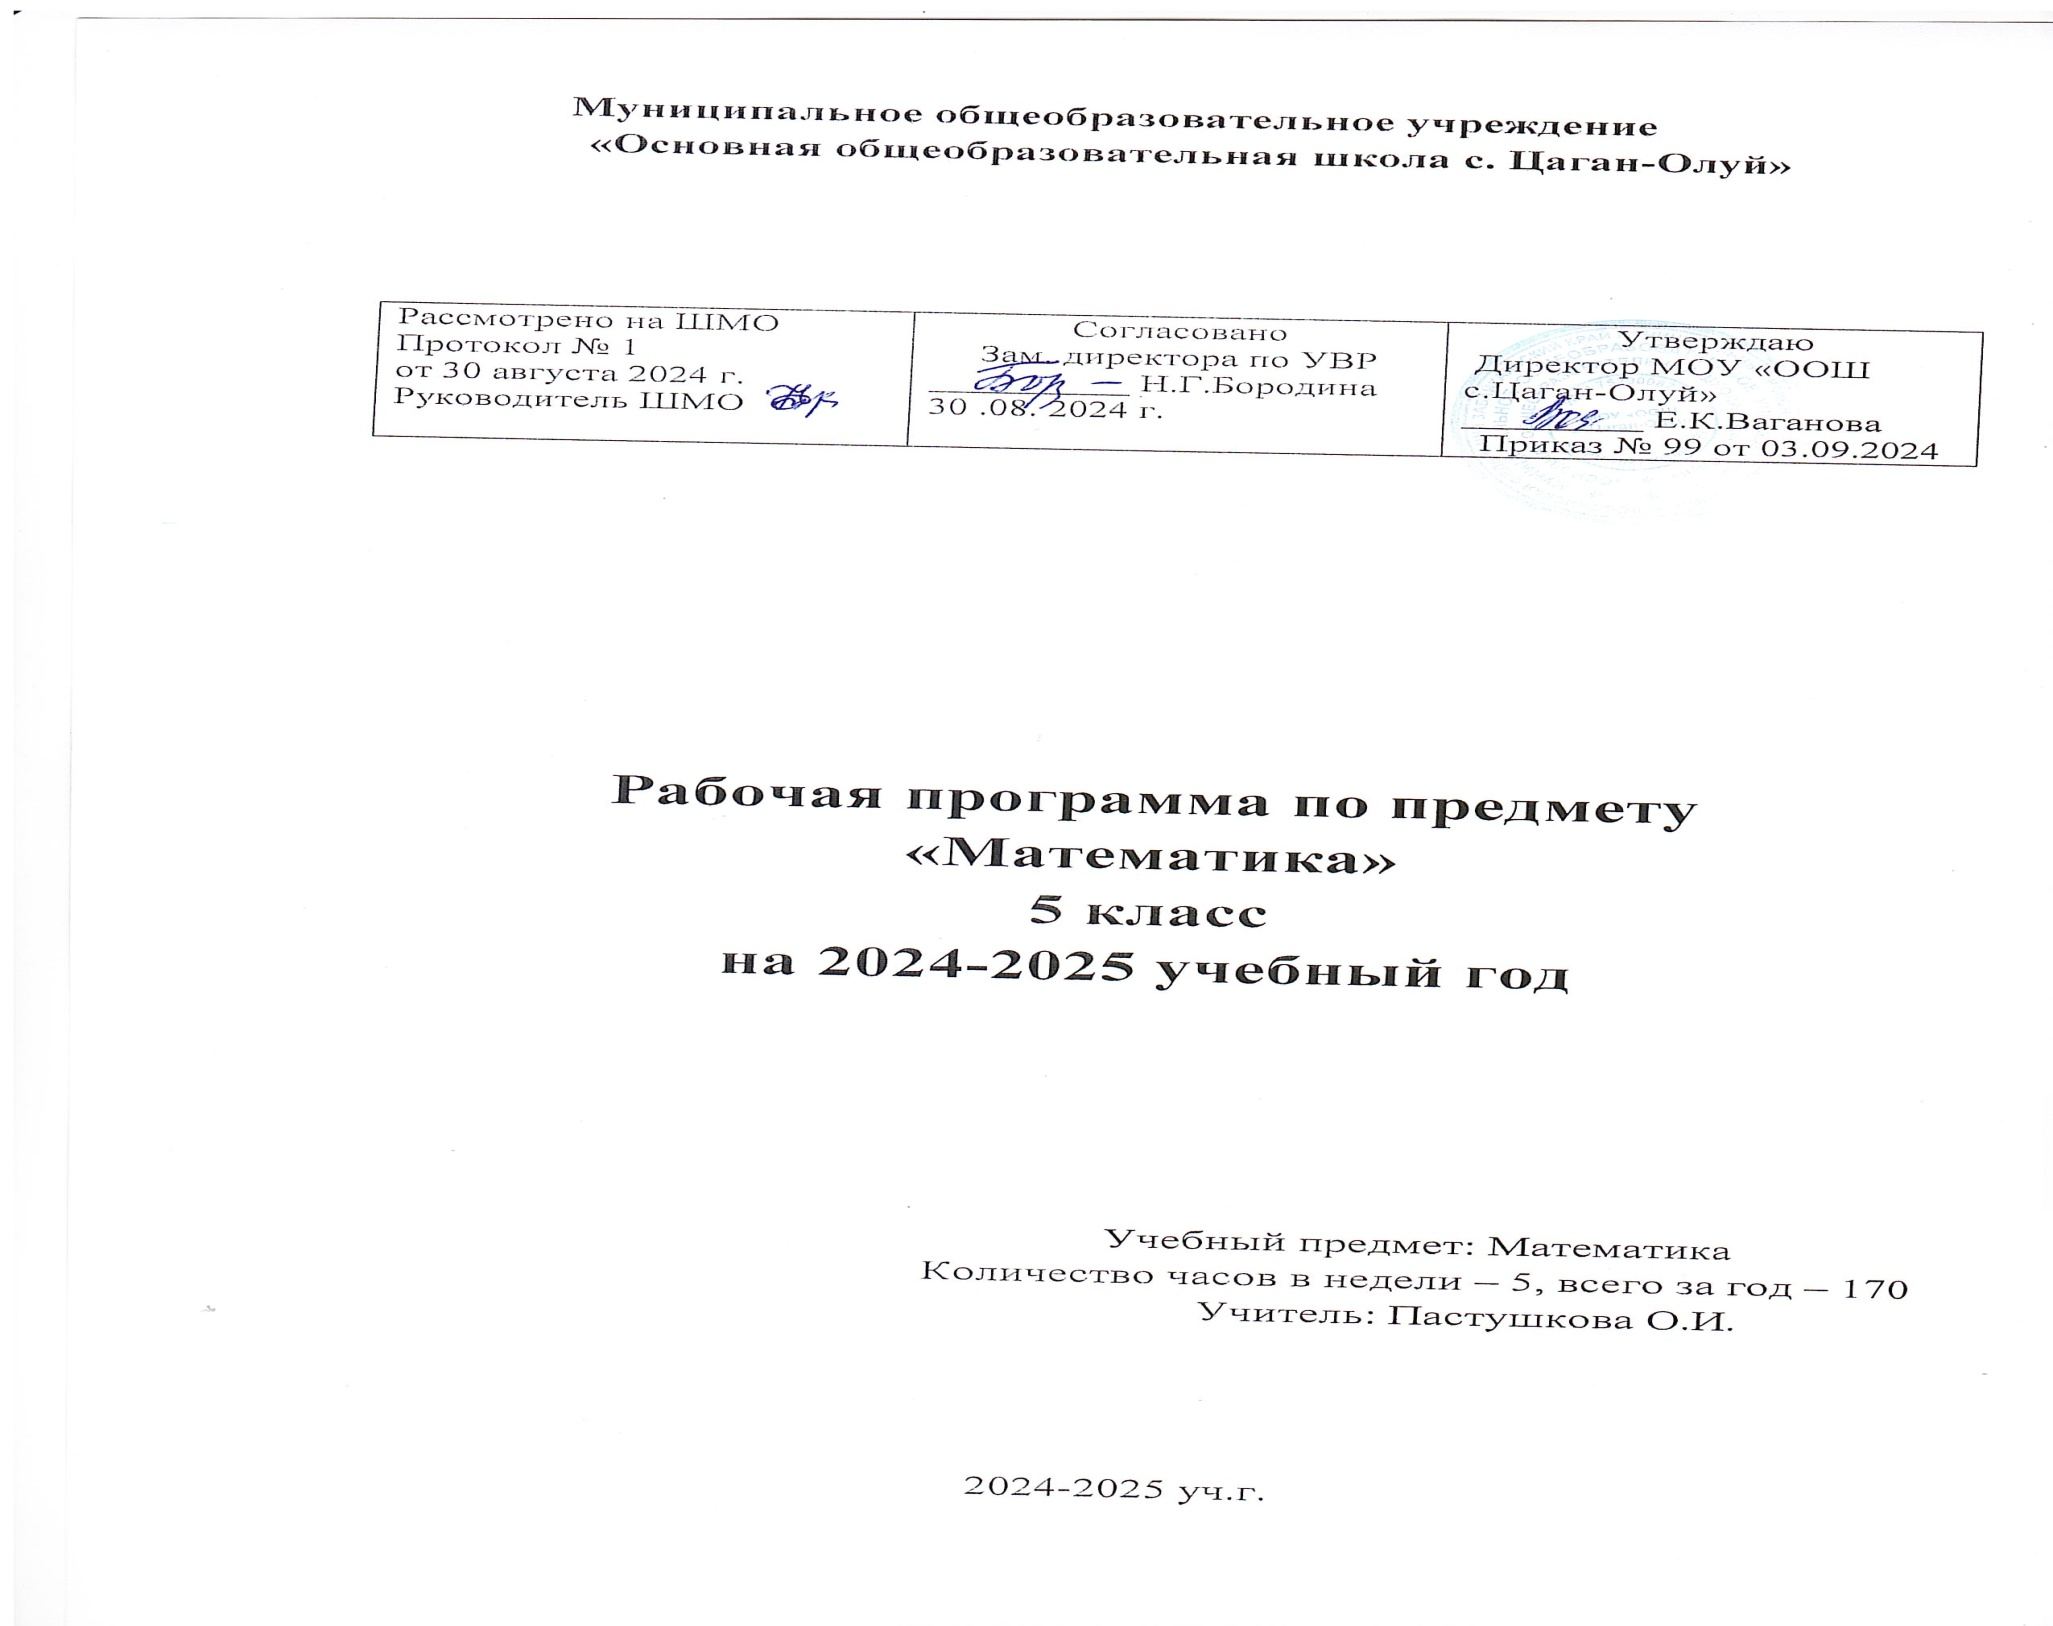 Муниципальное общеобразовательное учреждение
«Основная общеобразовательная школа с. Цаган-Олуй»
Рассмотрено на ШМО
Протокол № 1
от 30 августа 2024 г.
Руководитель ШМО
Согласовано
Зам. директора по УВР
Н.Г.Бородина
30 .08. 2024 г.
Утверждаю
Директор МОУ «ООШ
с.Цаган-Олуй»
Е.К.Ваганова
Приказ № 99 от 03.09.2024
Рабочая программа по предмету
«Математика»
5 класс
на 2024-2025 учебный год
Учебный предмет: Математика
Количество часов в недели – 5, всего за год – 170
Учитель: Пастушкова О.И.
2024-2025 уч.г.